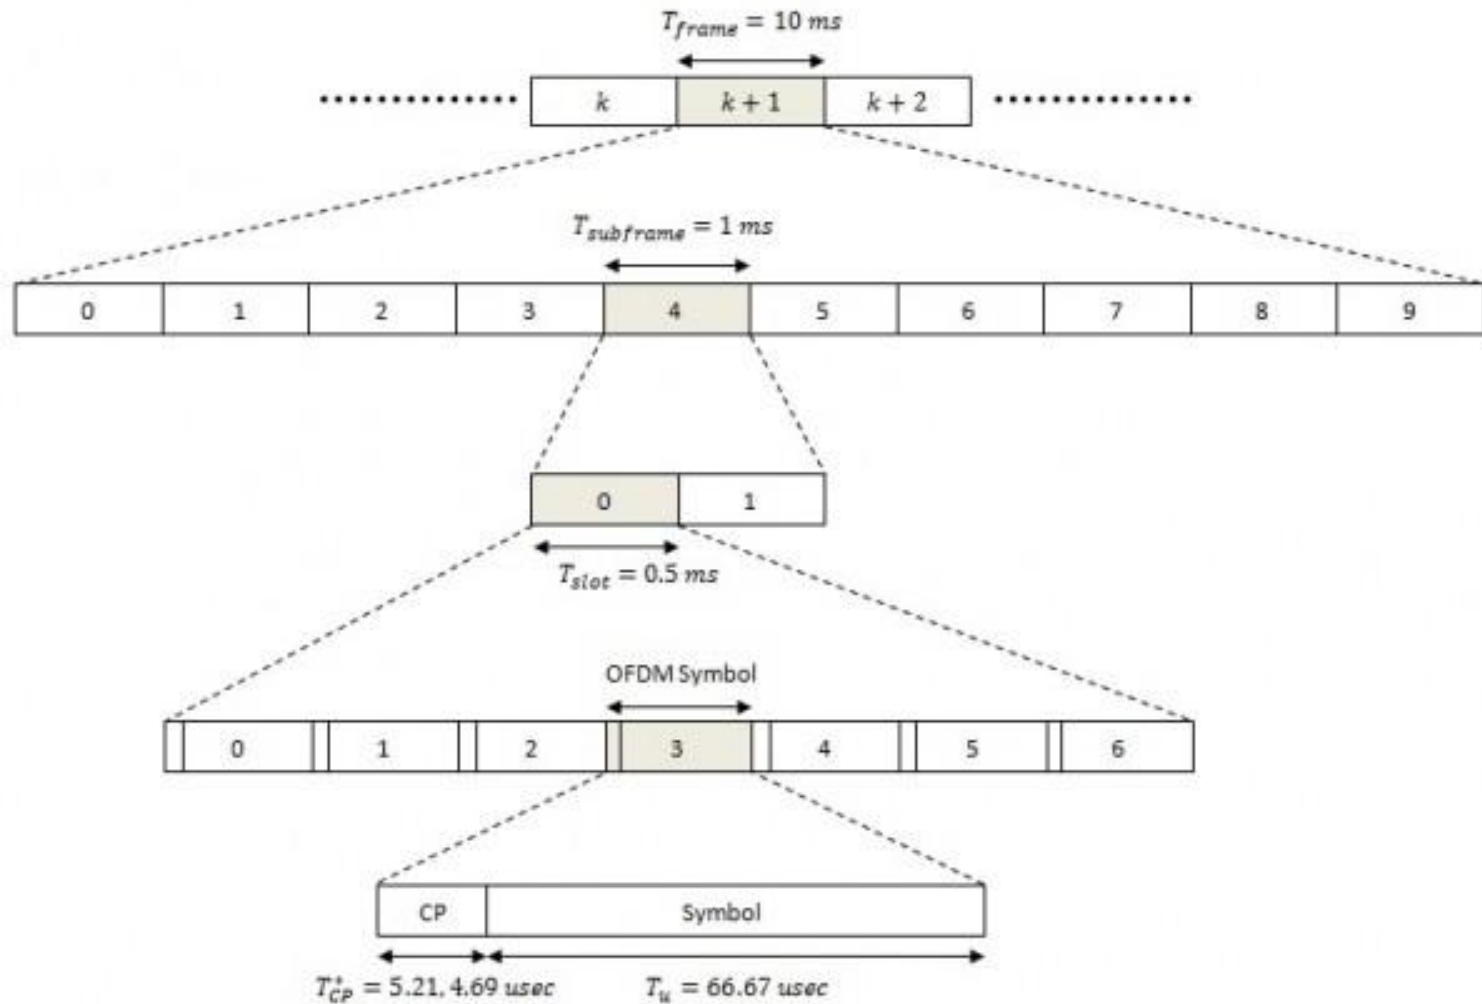 T_frame = 10 ms
k k + 1 k + 2
T_subframe = 1 ms
0 1 2 3 4 5 6 7 8 9
0 1
T_slot = 0.5 ms
OFDM Symbol
0 1 2 3 4 5 6
CP Symbol
T_CP^+ = 5.21, 4.69 usec T_u = 66.67 usec